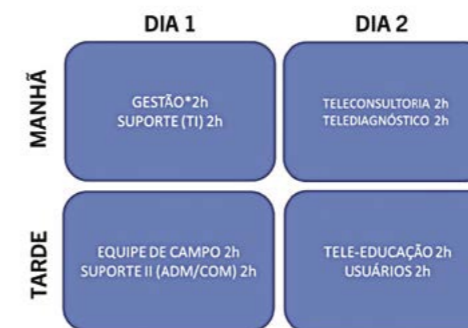 DIA 1
DIA 2
MANHÃ
GESTÃO*2h
SUPORTE (TI) 2h
TELECONSULTORIA 2h
TELEDIAGNÓSTICO 2h
TARDE
EQUIPE DE CAMPO 2h
SUPORTE II (ADM/COM) 2h
TELE-EDUCAÇÃO 2h
USUÁRIOS 2h